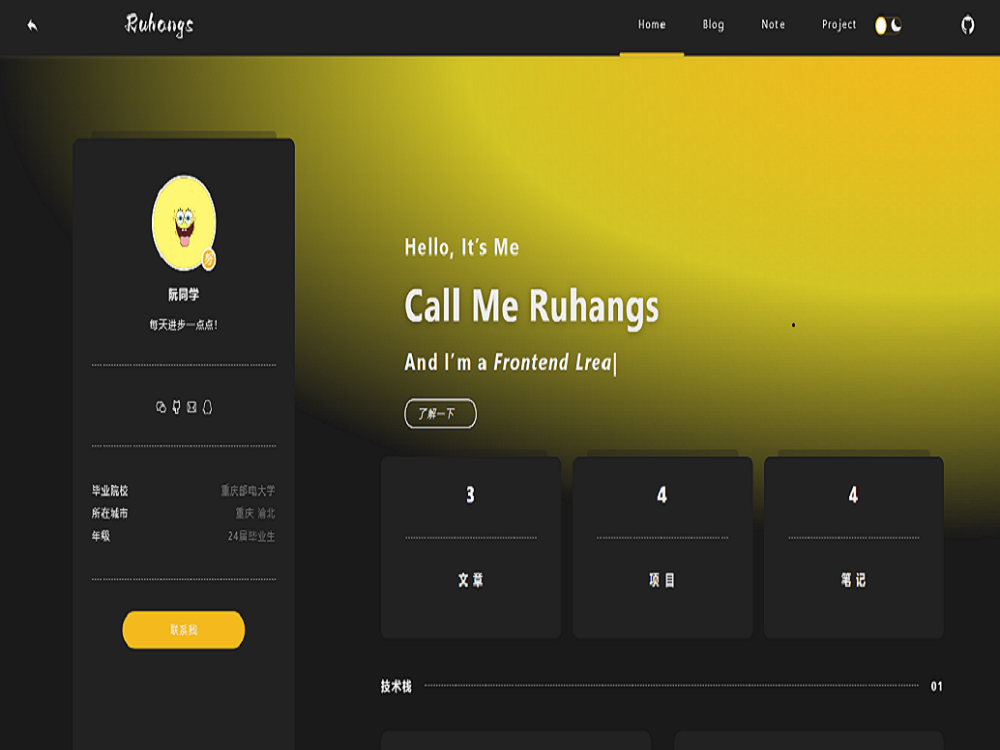 Ruhangs
Home Blog Note Project
阮同学
每天进步一点点!
毕业院校 重庆邮电大学
所在城市 重庆 渝北
年级 24届毕业生
联系我
Hello, It's Me
Call Me Ruhangs
And I'm a Frontend Lrea|
了解一下
3
文章
4
项目
4
笔记
技术栈 01